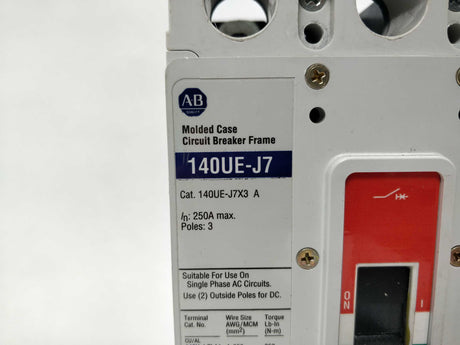 AB
Molded Case
Circuit Breaker Frame
140UE-J7
Cat. 140UE-J7X3 A
In: 250A max.
Poles: 3
Suitable For Use On
Single Phase AC Circuits.
Use (2) Outside Poles for DC.
Terminal Wire Size Torque
Cat. No. AWG/MCM Lb-In
(mm²) (N-m)
CU/AL
ON
I